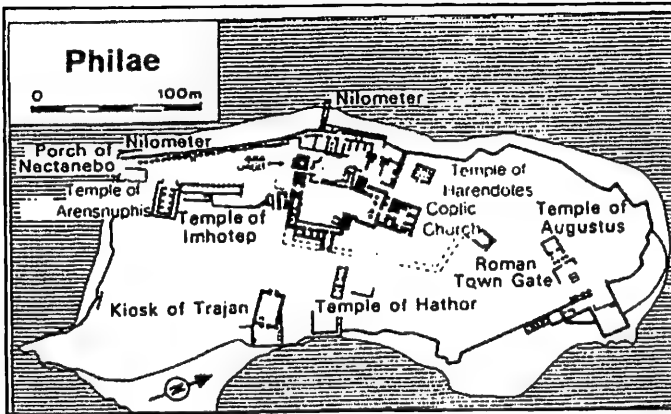 Philae
0 100m
Nilometer
Nilometer
Porch of
Nectanebo
Temple of
Arensnuphis
Temple of
Imhotep
Temple of
Harendotes
Coptic
Church
Temple of
Augustus
Roman
Town Gate
Kiosk of Trajan
Temple of Hathor
N